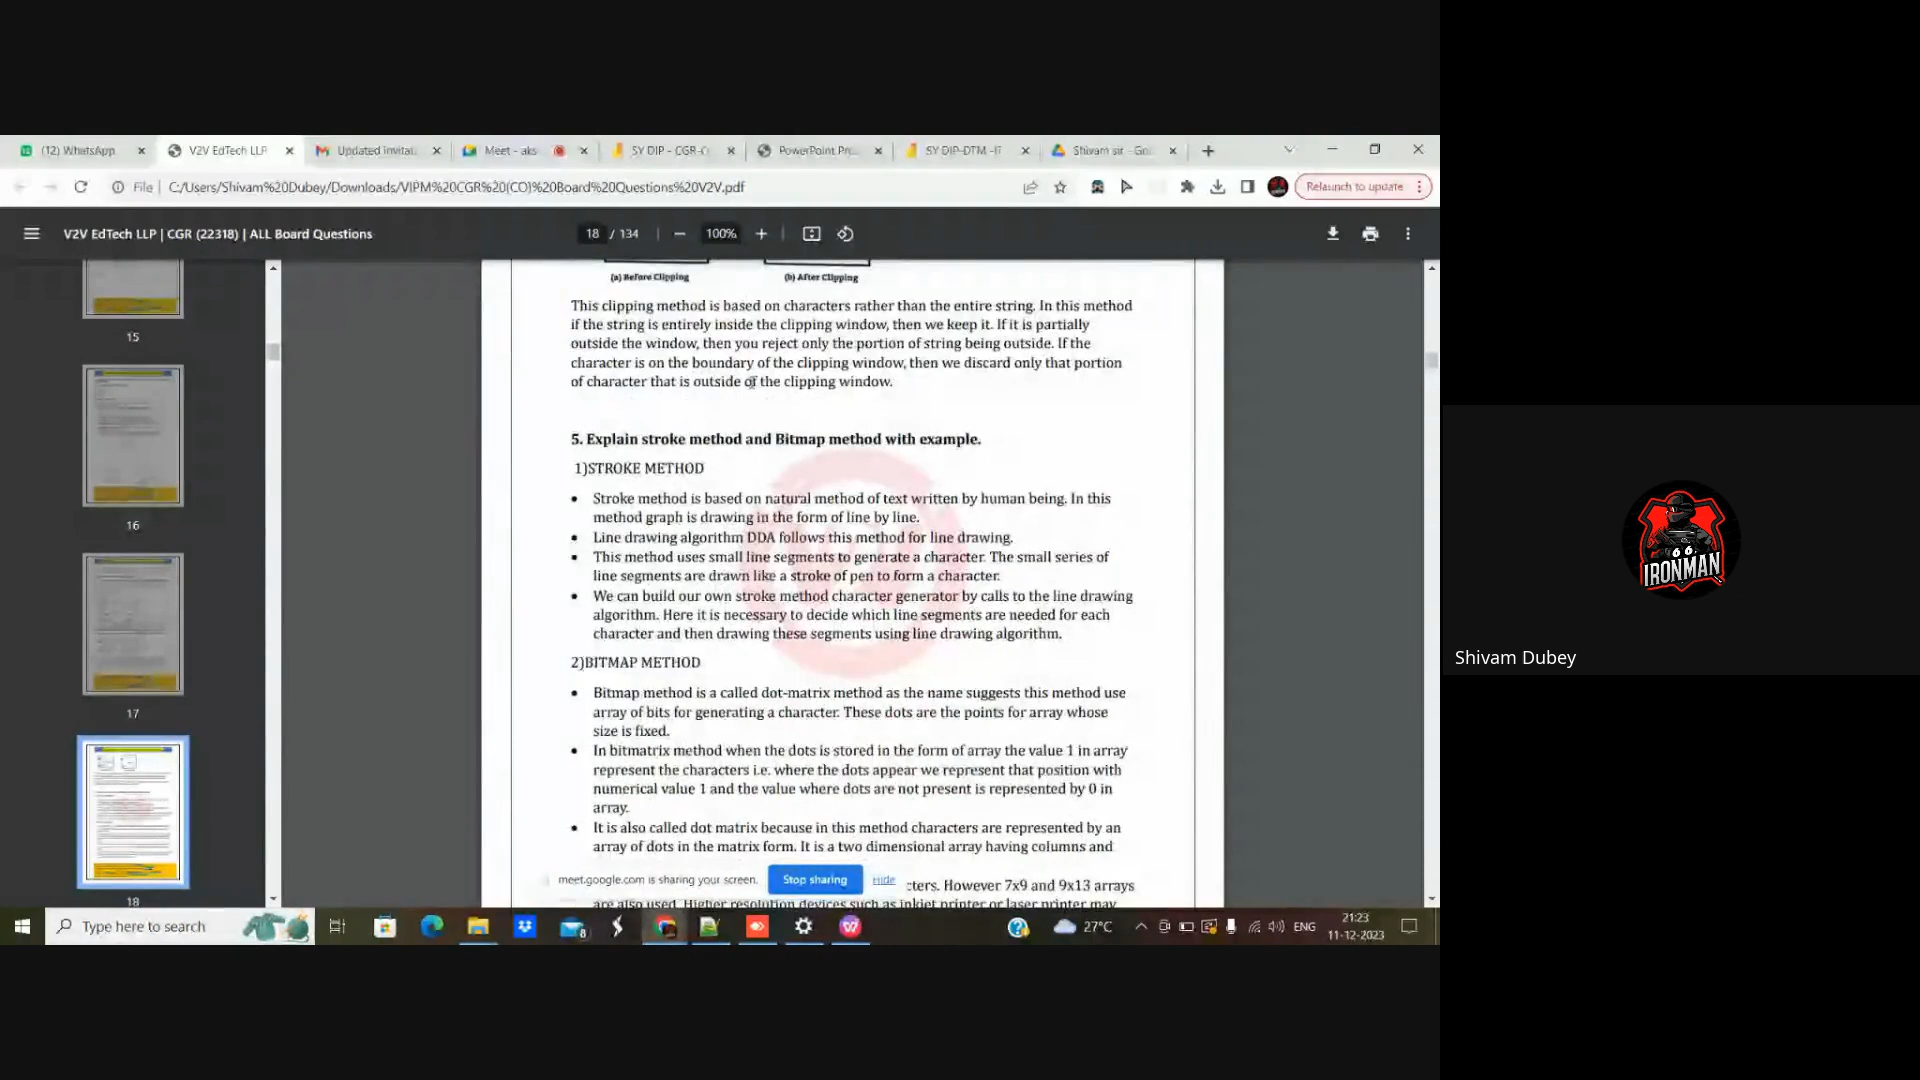 (12) WhatsApp
V2V EdTech LLP
Updated invitat
Meet - aks
SY DIP - CGR-C
PowerPoint Pre
SY DIP-DTM -IT
Shivam sir - Go
File
C:/Users/Shivam%20Dubey/Downloads/VIPM%20CGR%20(CO)%20Board%20Questions%20V2V.pdf
Relaunch to update
V2V EdTech LLP | CGR (22318) | ALL Board Questions
18 / 134
100%
15
16
17
18
(a) Before Clipping
(b) After Clipping
This clipping method is based on characters rather than the entire string. In this method
if the string is entirely inside the clipping window, then we keep it. If it is partially
outside the window, then you reject only the portion of string being outside. If the
character is on the boundary of the clipping window, then we discard only that portion
of character that is outside of the clipping window.
5. Explain stroke method and Bitmap method with example.
1)STROKE METHOD
• Stroke method is based on natural method of text written by human being. In this
method graph is drawing in the form of line by line.
• Line drawing algorithm DDA follows this method for line drawing.
• This method uses small line segments to generate a character. The small series of
line segments are drawn like a stroke of pen to form a character.
• We can build our own stroke method character generator by calls to the line drawing
algorithm. Here it is necessary to decide which line segments are needed for each
character and then drawing these segments using line drawing algorithm.
2)BITMAP METHOD
• Bitmap method is a called dot-matrix method as the name suggests this method use
array of bits for generating a character. These dots are the points for array whose
size is fixed.
• In bitmatrix method when the dots is stored in the form of array the value 1 in array
represent the characters i.e. where the dots appear we represent that position with
numerical value 1 and the value where dots are not present is represented by 0 in
array.
• It is also called dot matrix because in this method characters are represented by an
array of dots in the matrix form. It is a two dimensional array having columns and
cters. However 7x9 and 9x13 arrays
are also used. Higher resolution devices such as inkjet printer or laser printer may
meet.google.com is sharing your screen.
Stop sharing
Hide
Type here to search
8
27°C
ENG
21:23
11-12-2023
66
IRONMAN
Shivam Dubey